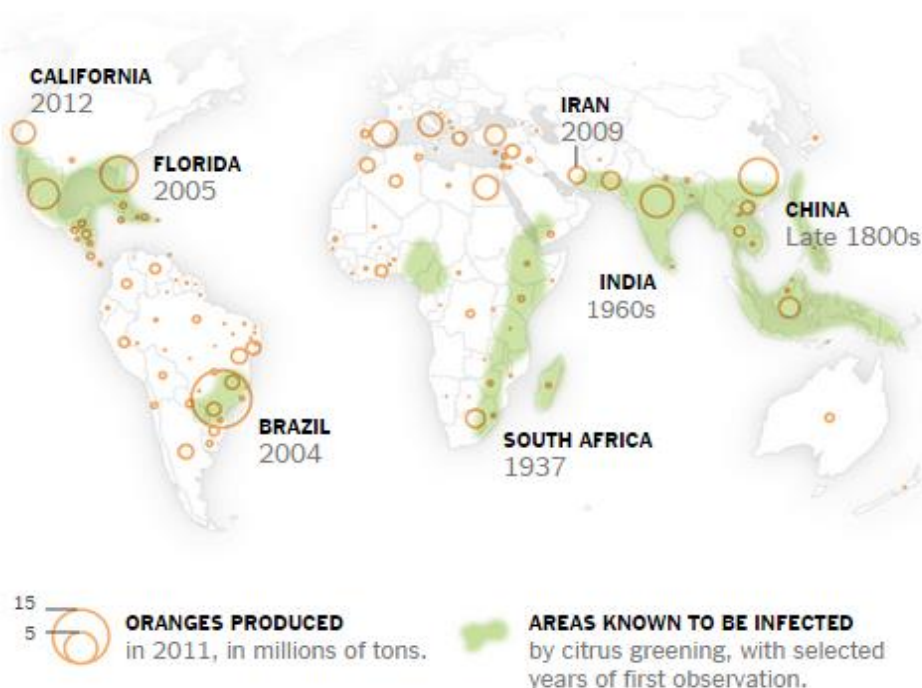 CALIFORNIA
2012
FLORIDA
2005
IRAN
2009
CHINA
Late 1800s
INDIA
1960s
BRAZIL
2004
SOUTH AFRICA
1937
15
5
ORANGES PRODUCED
in 2011, in millions of tons.
AREAS KNOWN TO BE INFECTED
by citrus greening, with selected
years of first observation.